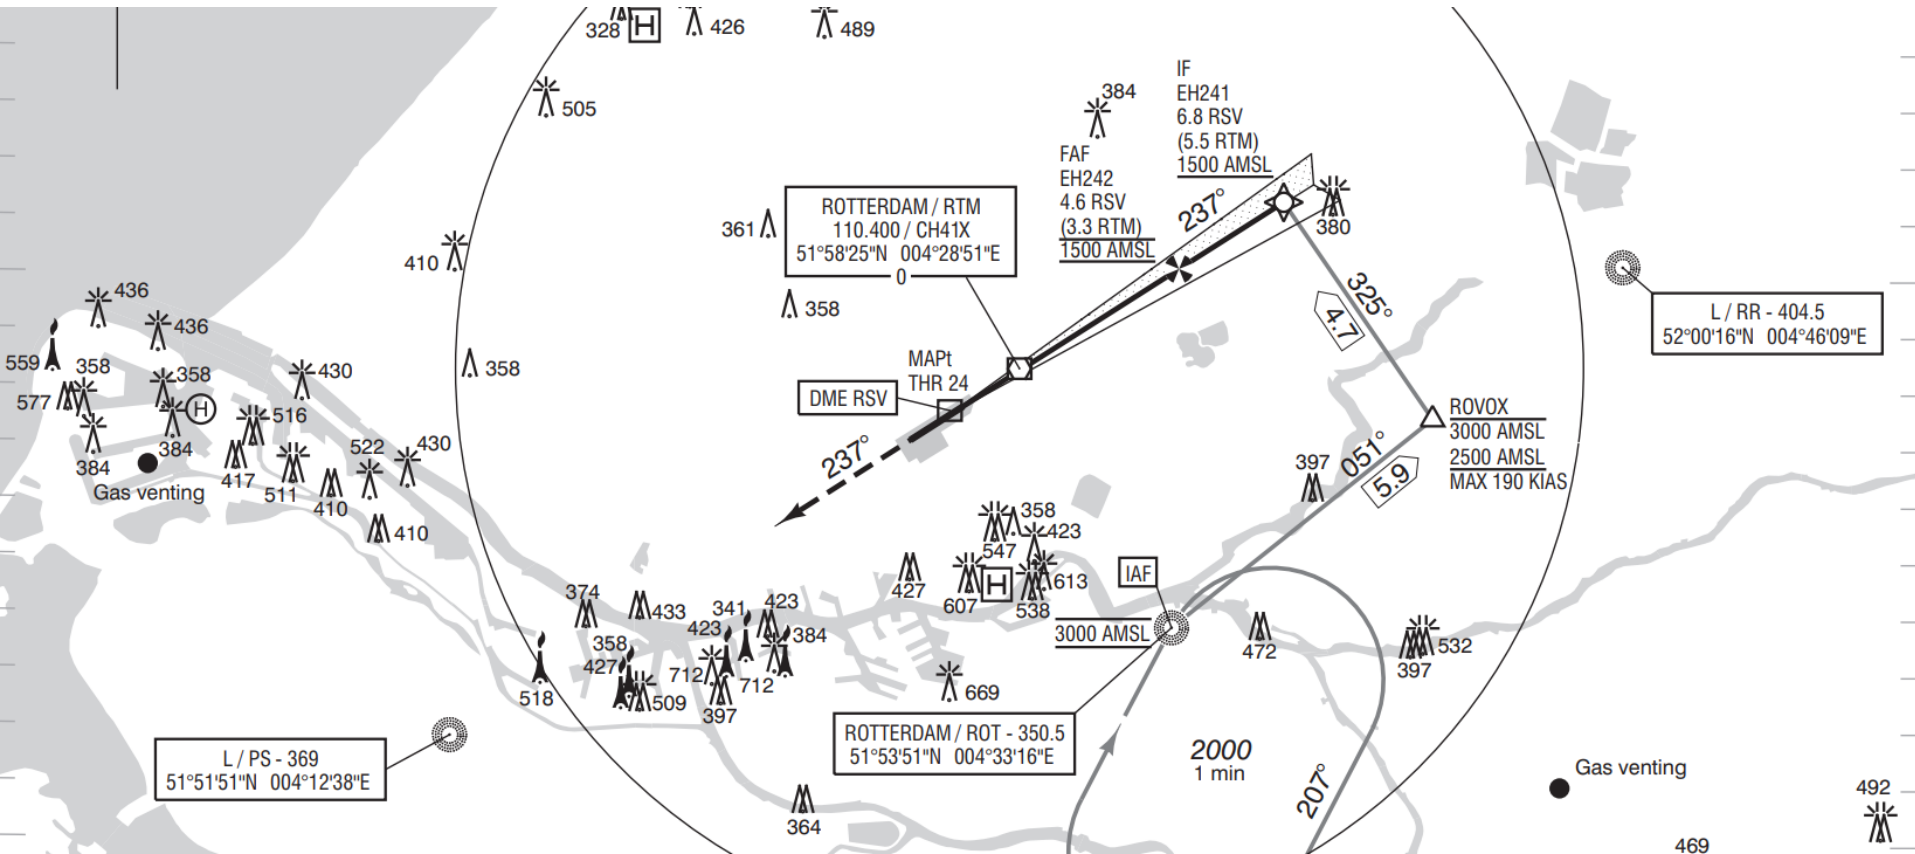 328
H
426
489
505
384
IF
EH241
6.8 RSV
(5.5 RTM)
1500 AMSL
FAF
EH242
4.6 RSV
(3.3 RTM)
1500 AMSL
237°
380
361
ROTTERDAM / RTM
110.400 / CH41X
51°58'25"N 004°28'51"E
0
410
358
436
436
559
358
358
577
H
430
516
384
384
417
Gas venting
511
522
430
410
410
358
MAPt
THR 24
DME RSV
237°
325°
4.7
L / RR - 404.5
52°00'16"N 004°46'09"E
ROVOX
3000 AMSL
2500 AMSL
MAX 190 KIAS
051°
5.9
397
358
547
423
427
607
H
538
613
IAF
3000 AMSL
472
532
397
374
433
341
423
423
384
358
427
518
509
712
712
397
669
ROTTERDAM / ROT - 350.5
51°53'51"N 004°33'16"E
2000
1 min
207°
L / PS - 369
51°51'51"N 004°12'38"E
364
Gas venting
492
469